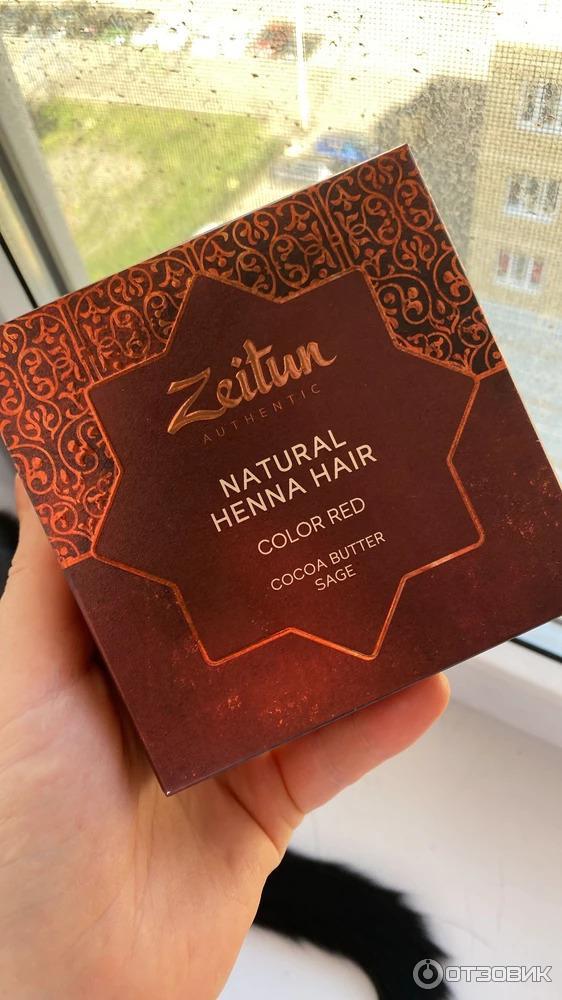 Zeitun
AUTHENTIC
NATURAL
HENNA HAIR
COLOR RED
COCOA BUTTER
SAGE
ОТЗОВИК